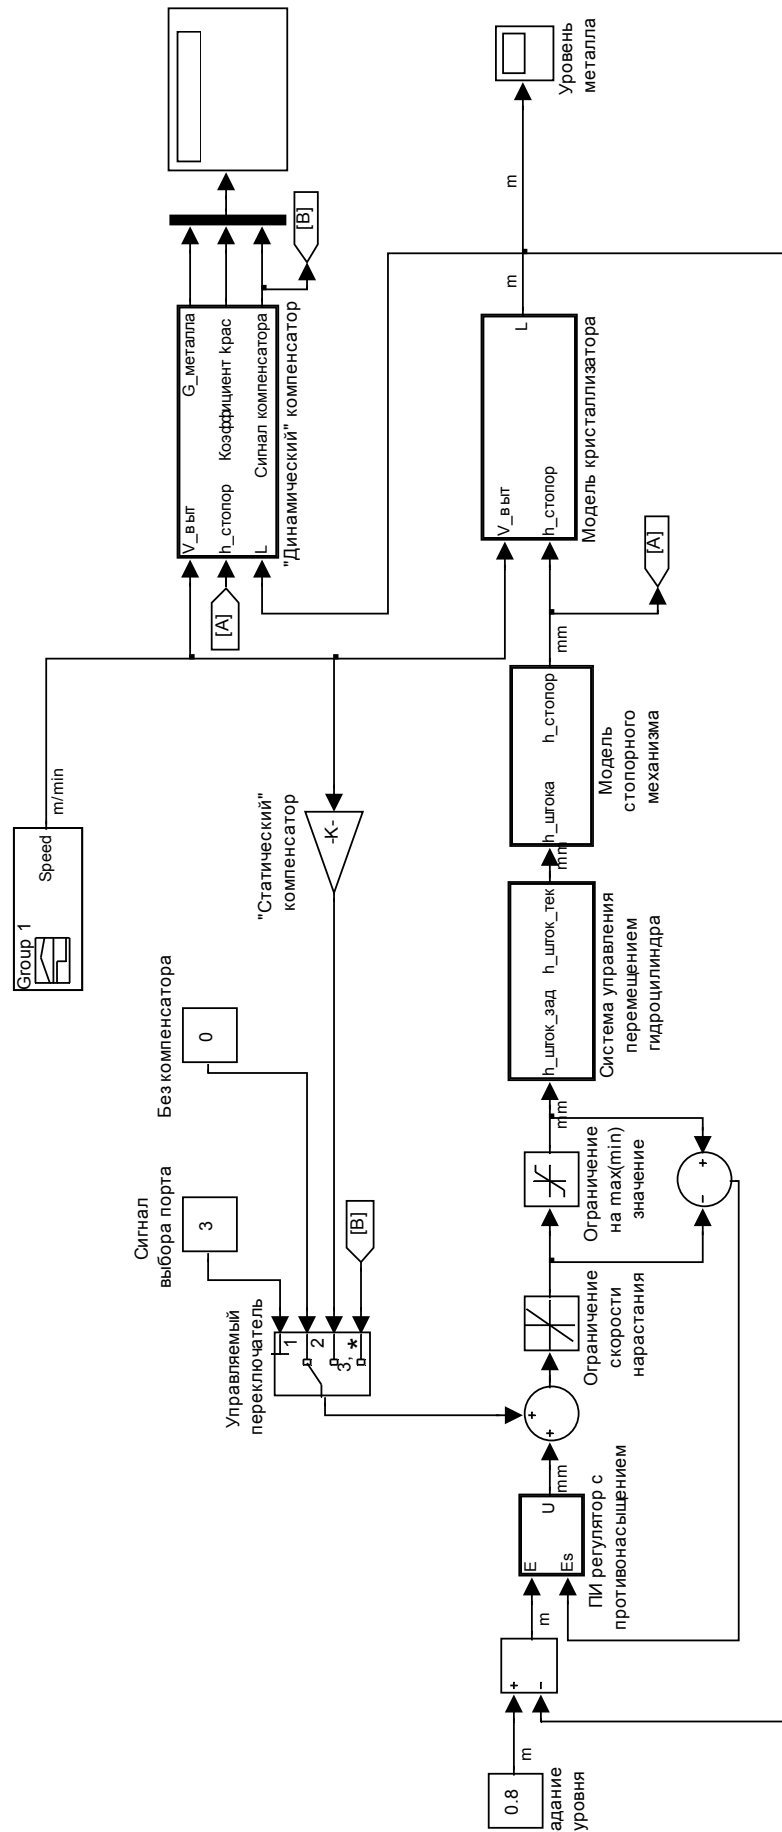 Group 1
Speed
m/min
Сигнал
выбора порта
3
Без компенсатора
0
Управляемый
переключатель
1
2
3, *
[B]
"Статический"
компенсатор
-K-
V_выт
h_стопор
L
G_металла
Коэффициент kрас
Сигнал компенсатора
"Динамический" компенсатор
[A]
[B]
0.8
адание
уровня
m
+
-
m
E
Es
U
ПИ регулятор с
противонасыщением
mm
+
+
Ограничение
скорости
нарастания
Ограничение
на max(min)
значение
-
+
mm
h_шток_зад
h_шток_тек
Система управления
перемещением
гидроцилиндра
mm
h_штока
h_стопор
Модель
стопорного
механизма
mm
[A]
V_выт
h_стопор
L
Модель кристаллизатора
m
m
Уровень
металла